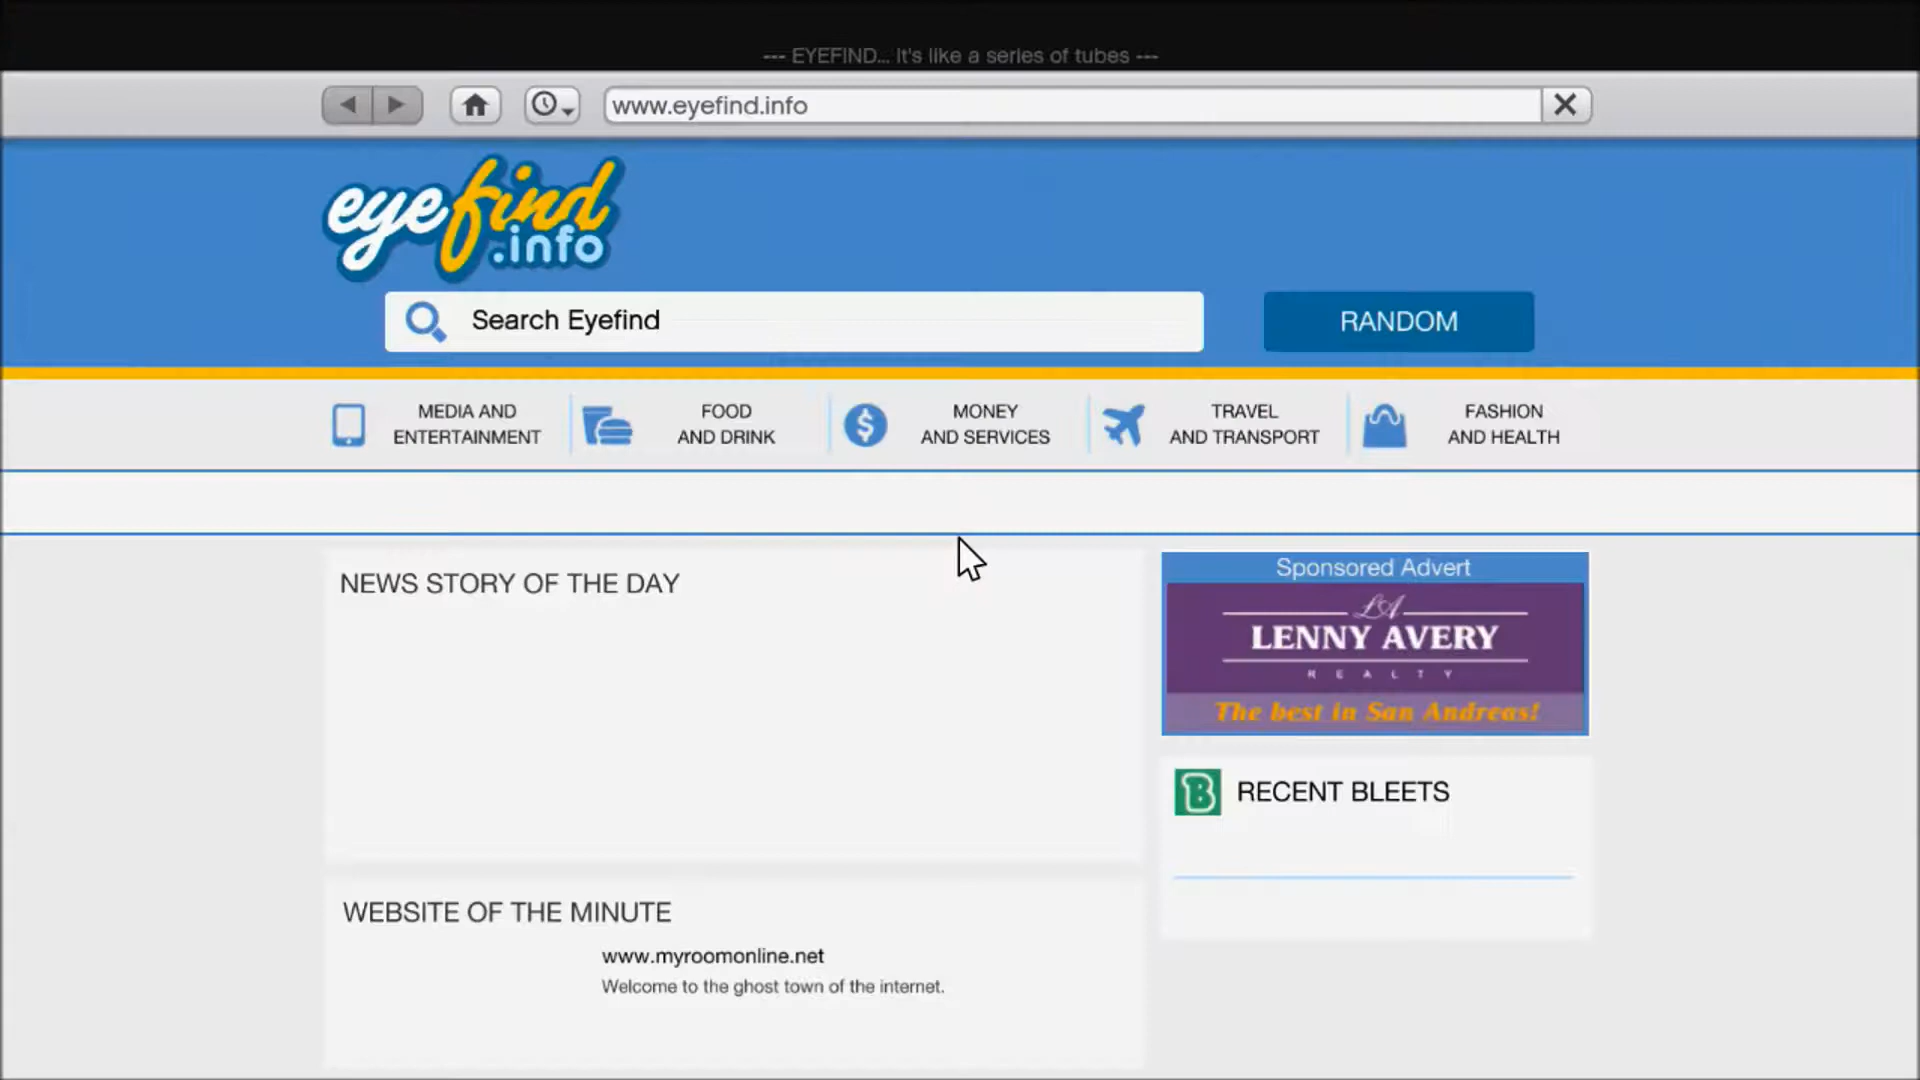 --- EYEFIND... It's like a series of tubes ---
www.eyefind.info
eyefind
.info
Search Eyefind
RANDOM
MEDIA AND
ENTERTAINMENT
FOOD
AND DRINK
MONEY
AND SERVICES
TRAVEL
AND TRANSPORT
FASHION
AND HEALTH
NEWS STORY OF THE DAY
Sponsored Advert
LA
LENNY AVERY
REALTY
The best in San Andreas!
B
RECENT BLEETS
WEBSITE OF THE MINUTE
www.myroomonline.net
Welcome to the ghost town of the internet.